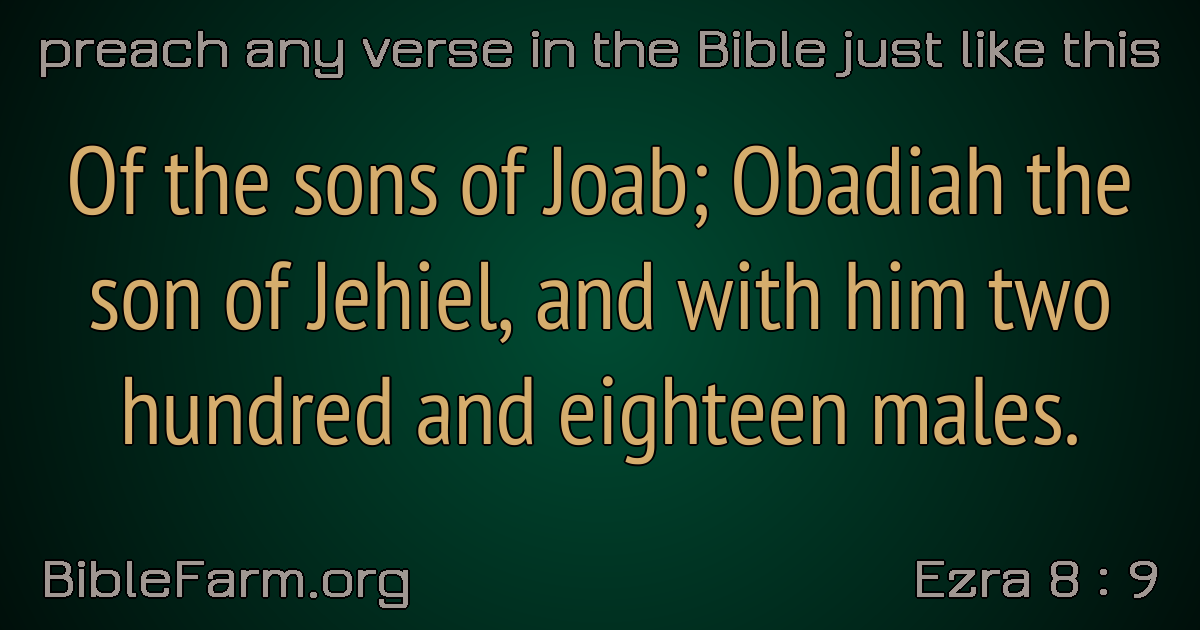 preach any verse in the Bible just like this
Of the sons of Joab; Obadiah the
son of Jehiel, and with him two
hundred and eighteen males.
BibleFarm.org
Ezra 8 : 9